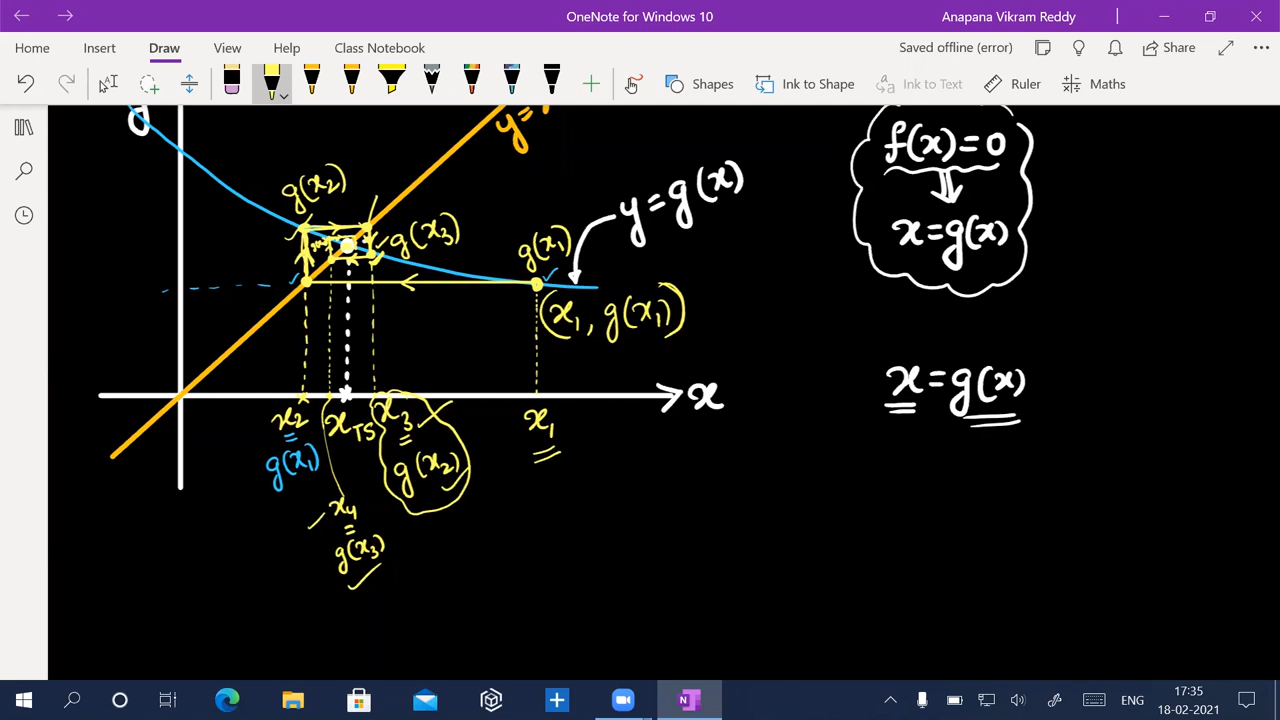 OneNote for Windows 10
Anapana Vikram Reddy
Home Insert Draw View Help Class Notebook
Saved offline (error)
Share
Ink to Shape
Ink to Text
Shapes
Ruler
Maths
y=
f(x)=0
x=g(x)
y=g(x)
g(x2)
g(x3)
g(x1)
(x1, g(x1))
x=g(x)
x
x2
xTS
x3
x1
g(x1)
g(x2)
x4
g(x3)
ENG
17:35
18-02-2021